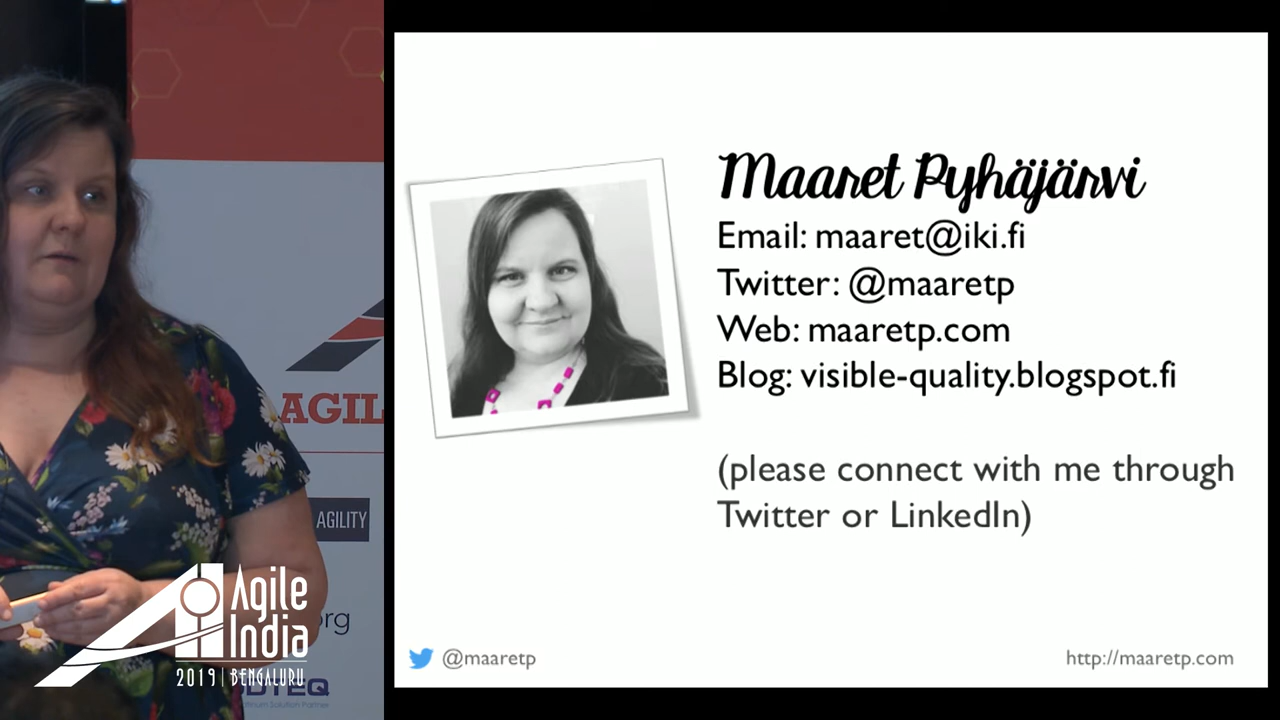 Maaret Pyhäjärvi
Email: maaret@iki.fi
Twitter: @maaretp
Web: maaretp.com
Blog: visible-quality.blogspot.fi
(please connect with me through
Twitter or LinkedIn)
@maaretp
http://maaretp.com
AGIL
AGILITY
org
Agile
India
2019 | BENGALURU